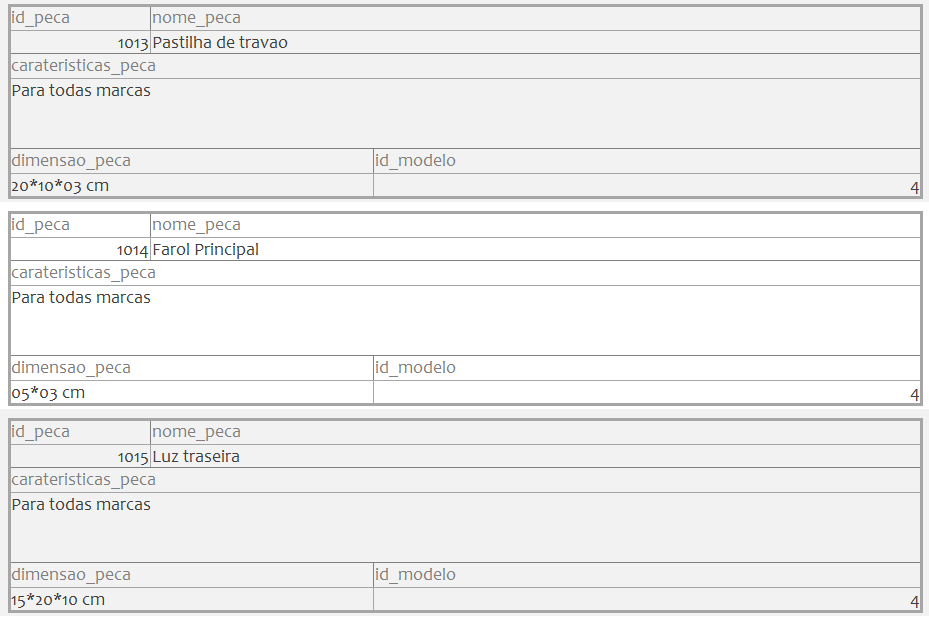 id_peca nome_peca
1013 Pastilha de travao
carateristicas_peca
Para todas marcas
dimensao_peca id_modelo
20*10*03 cm 4
id_peca nome_peca
1014 Farol Principal
carateristicas_peca
Para todas marcas
dimensao_peca id_modelo
05*03 cm 4
id_peca nome_peca
1015 Luz traseira
carateristicas_peca
Para todas marcas
dimensao_peca id_modelo
15*20*10 cm 4